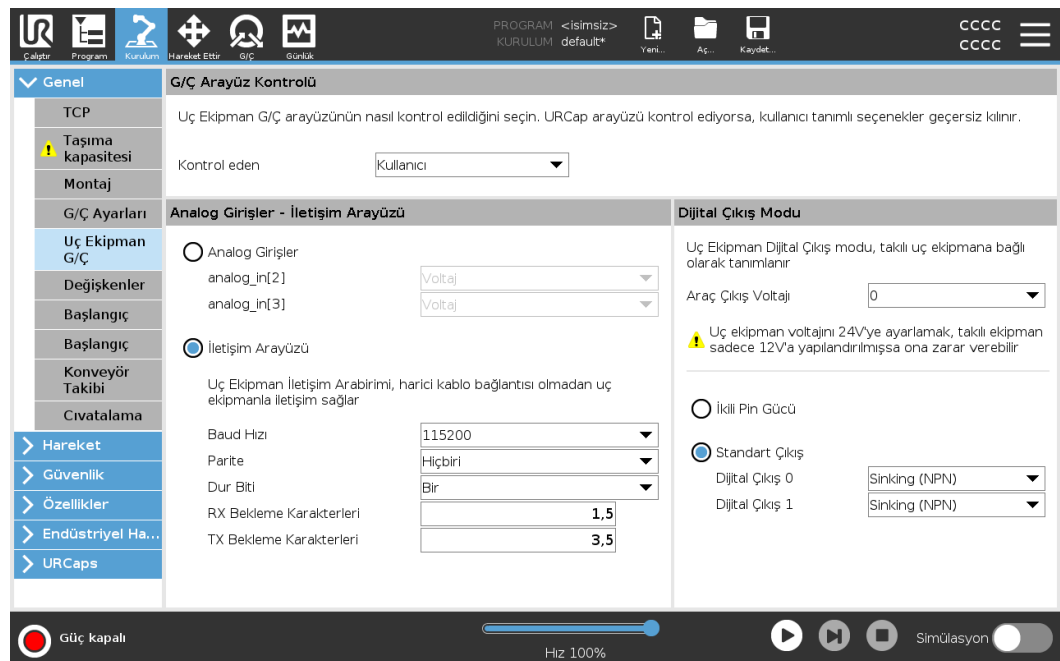 UR
PROGRAM <isimsiz>
KURULUM default*
cccc
cccc
Çalıştır
Program
Kurulum
Hareket Ettir
G/Ç
Günlük
Yeni...
Aç...
Kaydet...
Genel
TCP
Taşıma
kapasitesi
Montaj
G/Ç Ayarları
Uç Ekipman
G/Ç
Değişkenler
Başlangıç
Başlangıç
Konveyör
Takibi
Cıvatalama
Hareket
Güvenlik
Özellikler
Endüstriyel Ha...
URCaps
G/Ç Arayüz Kontrolü
Uç Ekipman G/Ç arayüzünün nasıl kontrol edildiğini seçin. URCap arayüzü kontrol ediyorsa, kullanıcı tanımlı seçenekler geçersiz kılınır.
Kontrol eden
Kullanıcı
Analog Girişler - İletişim Arayüzü
Analog Girişler
analog_in[2]
Voltaj
analog_in[3]
Voltaj
İletişim Arayüzü
Uç Ekipman İletişim Arabirimi, harici kablo bağlantısı olmadan uç
ekipmanla iletişim sağlar
Baud Hızı
115200
Parite
Hiçbiri
Dur Biti
Bir
RX Bekleme Karakterleri
1,5
TX Bekleme Karakterleri
3,5
Dijital Çıkış Modu
Uç Ekipman Dijital Çıkış modu, takılı uç ekipmana bağlı
olarak tanımlanır
Araç Çıkış Voltajı
0
Uç ekipman voltajını 24V'ye ayarlamak, takılı ekipman
sadece 12V'a yapılandırılmışsa ona zarar verebilir
İkili Pin Gücü
Standart Çıkış
Dijital Çıkış 0
Sinking (NPN)
Dijital Çıkış 1
Sinking (NPN)
Güç kapalı
Hız 100%
Simülasyon